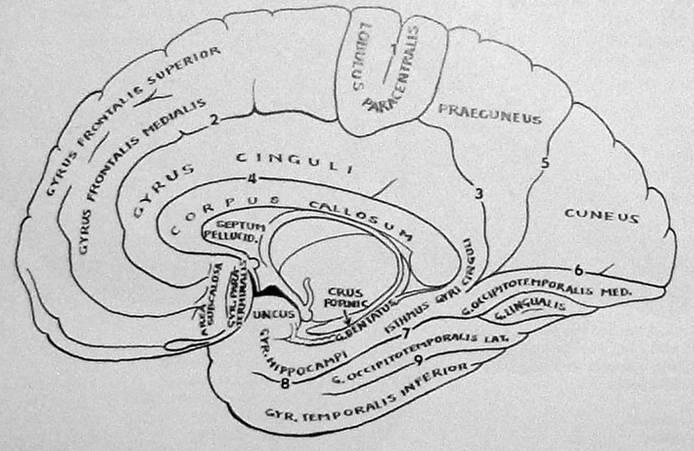 LOBULUS
PARACENTRALIS
1
GYRUS FRONTALIS SUPERIOR
GYRUS FRONTALIS MEDIALIS
2
PRAECUNEUS
5
GYRUS CINGULI
4
3
CORPUS CALLOSUM
CUNEUS
SEPTUM
PELLUCID.
AREA
SUBCALOSA
GYR. PARA-
TERMINALIS
UNCUS
CRUS
FORNIC.
G.DENTATUS
ISTHMUS GYRI CINGULI
6
G.OCCIPITOTEMPORALIS MED.
G.LINGUALIS
7
GYR. HIPPOCAMPI
8
G. OCCIPITOTEMPORALIS LAT.
9
GYR. TEMPORALIS INFERIOR